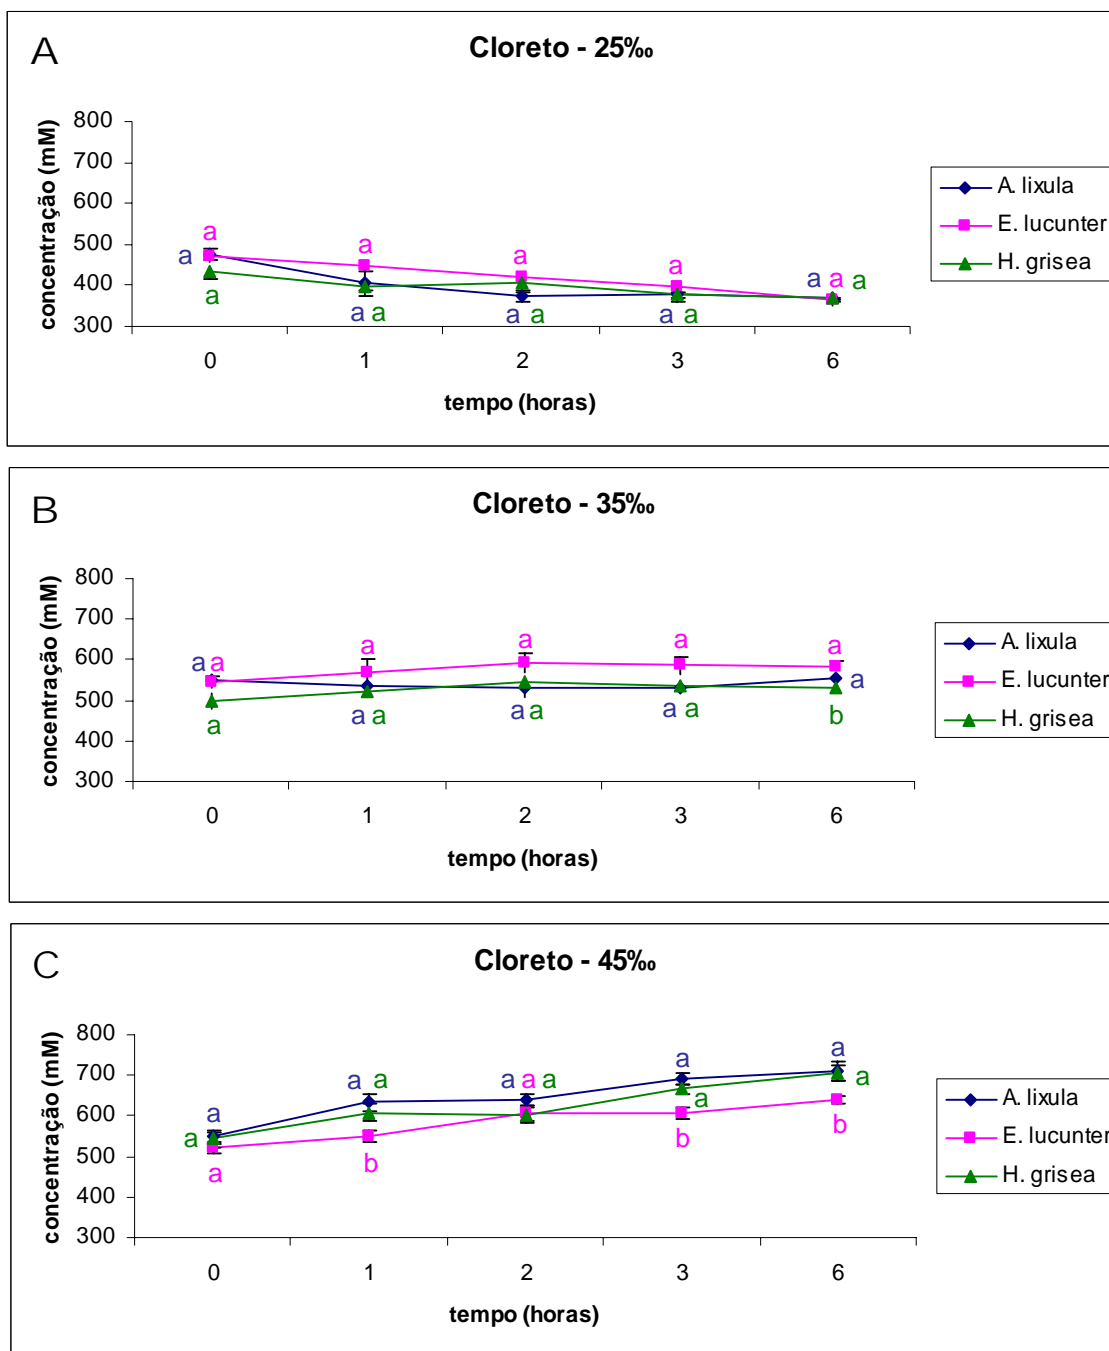 A
Cloreto - 25‰
concentração (mM)
800
700
600
500
400
300
a a a a a
a a a a
a a a a a a a
0 1 2 3 6
tempo (horas)
A. lixula
E. lucunter
H. grisea
B
Cloreto - 35‰
concentração (mM)
800
700
600
500
400
300
a a a a a a
a
a a a a a a a b
0 1 2 3 6
tempo (horas)
A. lixula
E. lucunter
H. grisea
C
Cloreto - 45‰
concentração (mM)
800
700
600
500
400
300
a a
a a a a a a
a a a
a b b b
0 1 2 3 6
tempo (horas)
A. lixula
E. lucunter
H. grisea